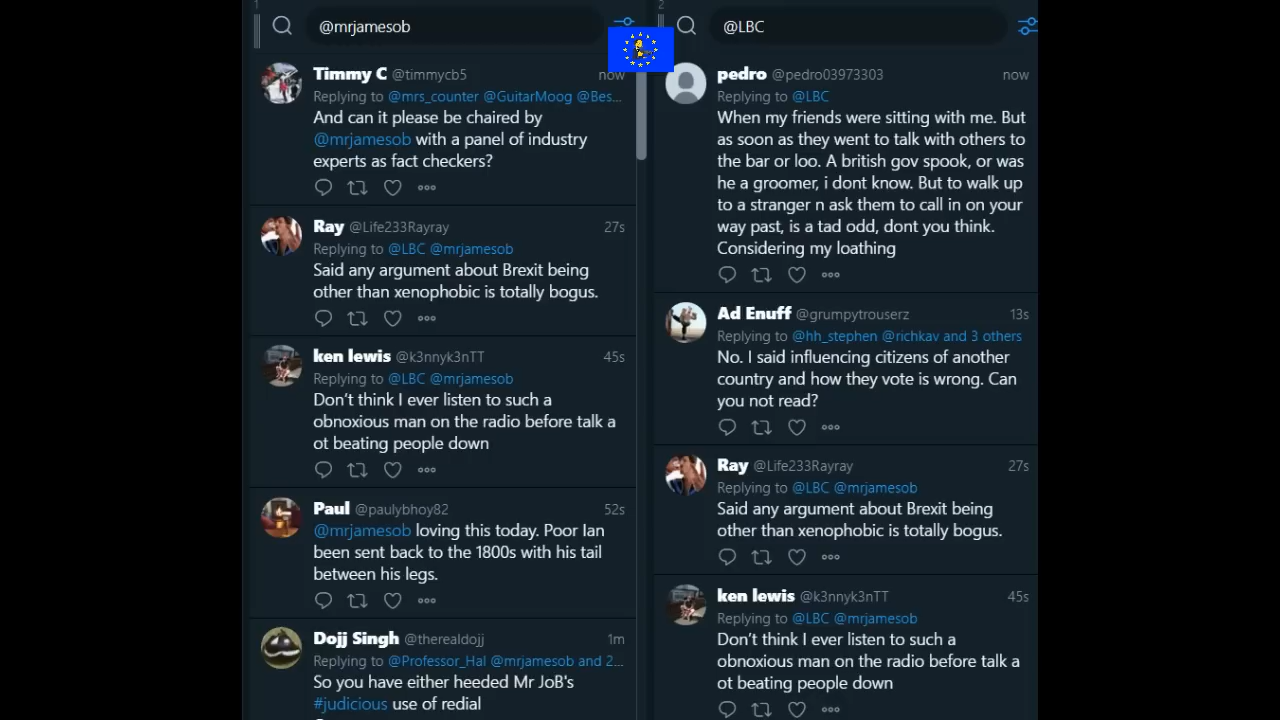 1
@mrjamesob
Timmy C @timmycb5 now
Replying to @mrs_counter @GuitarMoog @Bes...
And can it please be chaired by
@mrjamesob with a panel of industry
experts as fact checkers?
Ray @Life233Rayray 27s
Replying to @LBC @mrjamesob
Said any argument about Brexit being
other than xenophobic is totally bogus.
ken lewis @k3nnyk3nTT 45s
Replying to @LBC @mrjamesob
Don’t think I ever listen to such a
obnoxious man on the radio before talk a
ot beating people down
Paul @paulybhoy82 52s
@mrjamesob loving this today. Poor Ian
been sent back to the 1800s with his tail
between his legs.
Dojj Singh @therealdojj 1m
Replying to @Professor_Hal @mrjamesob and 2...
So you have either heeded Mr JoB's
#judicious use of redial
2
@LBC
pedro @pedro03973303 now
Replying to @LBC
When my friends were sitting with me. But
as soon as they went to talk with others to
the bar or loo. A british gov spook, or was
he a groomer, i dont know. But to walk up
to a stranger n ask them to call in on your
way past, is a tad odd, dont you think.
Considering my loathing
Ad Enuff @grumpytrouserz 13s
Replying to @hh_stephen @richkav and 3 others
No. I said influencing citizens of another
country and how they vote is wrong. Can
you not read?
Ray @Life233Rayray 27s
Replying to @LBC @mrjamesob
Said any argument about Brexit being
other than xenophobic is totally bogus.
ken lewis @k3nnyk3nTT 45s
Replying to @LBC @mrjamesob
Don’t think I ever listen to such a
obnoxious man on the radio before talk a
ot beating people down